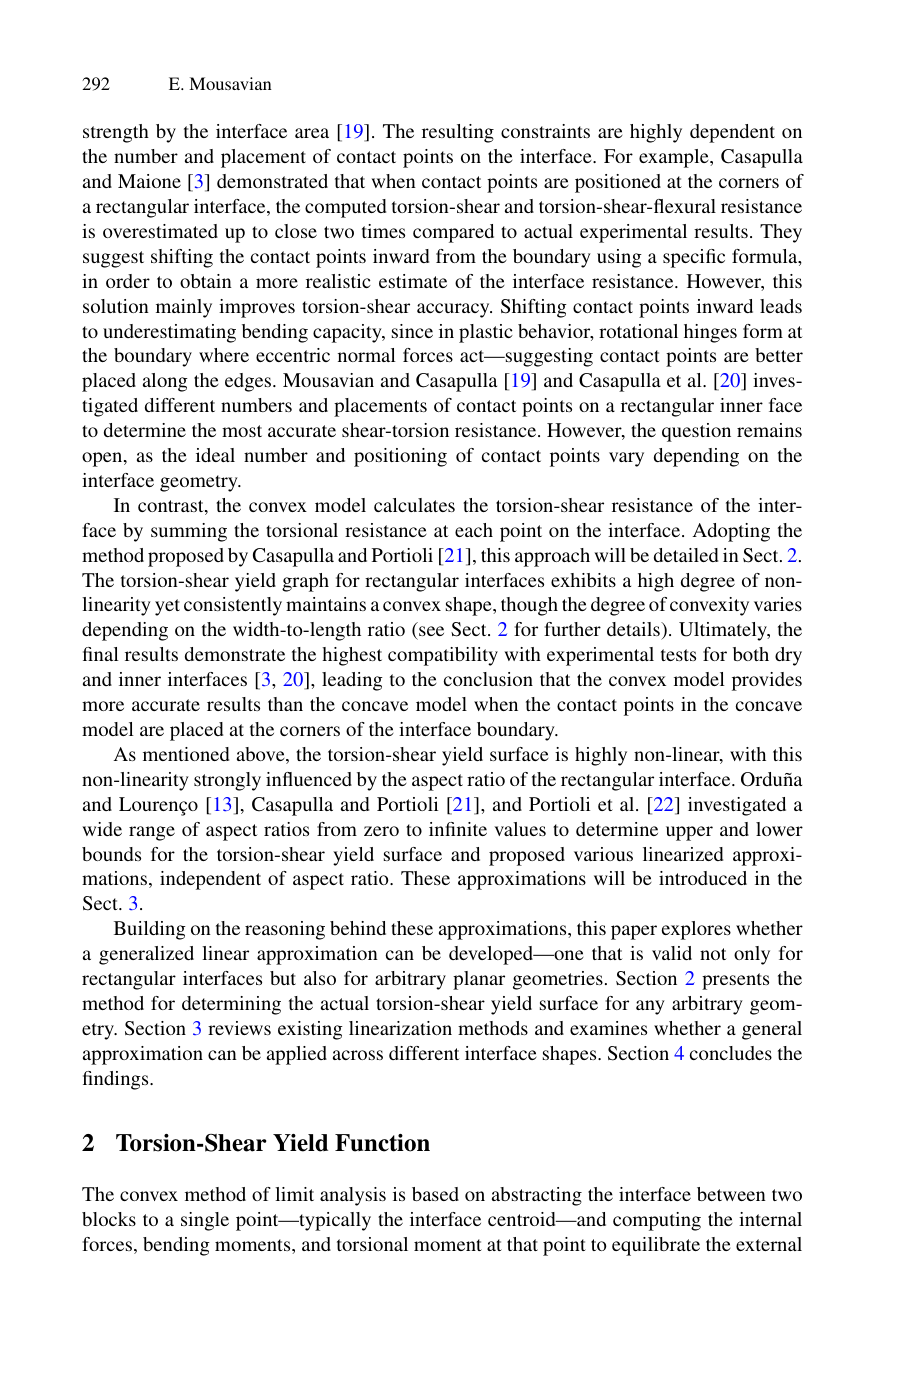 292 E. Mousavian
strength by the interface area [19]. The resulting constraints are highly dependent on
the number and placement of contact points on the interface. For example, Casapulla
and Maione [3] demonstrated that when contact points are positioned at the corners of
a rectangular interface, the computed torsion-shear and torsion-shear-flexural resistance
is overestimated up to close two times compared to actual experimental results. They
suggest shifting the contact points inward from the boundary using a specific formula,
in order to obtain a more realistic estimate of the interface resistance. However, this
solution mainly improves torsion-shear accuracy. Shifting contact points inward leads
to underestimating bending capacity, since in plastic behavior, rotational hinges form at
the boundary where eccentric normal forces act—suggesting contact points are better
placed along the edges. Mousavian and Casapulla [19] and Casapulla et al. [20] inves-
tigated different numbers and placements of contact points on a rectangular inner face
to determine the most accurate shear-torsion resistance. However, the question remains
open, as the ideal number and positioning of contact points vary depending on the
interface geometry.
In contrast, the convex model calculates the torsion-shear resistance of the inter-
face by summing the torsional resistance at each point on the interface. Adopting the
method proposed by Casapulla and Portioli [21], this approach will be detailed in Sect. 2.
The torsion-shear yield graph for rectangular interfaces exhibits a high degree of non-
linearity yet consistently maintains a convex shape, though the degree of convexity varies
depending on the width-to-length ratio (see Sect. 2 for further details). Ultimately, the
final results demonstrate the highest compatibility with experimental tests for both dry
and inner interfaces [3, 20], leading to the conclusion that the convex model provides
more accurate results than the concave model when the contact points in the concave
model are placed at the corners of the interface boundary.
As mentioned above, the torsion-shear yield surface is highly non-linear, with this
non-linearity strongly influenced by the aspect ratio of the rectangular interface. Orduña
and Lourenço [13], Casapulla and Portioli [21], and Portioli et al. [22] investigated a
wide range of aspect ratios from zero to infinite values to determine upper and lower
bounds for the torsion-shear yield surface and proposed various linearized approxi-
mations, independent of aspect ratio. These approximations will be introduced in the
Sect. 3.
Building on the reasoning behind these approximations, this paper explores whether
a generalized linear approximation can be developed—one that is valid not only for
rectangular interfaces but also for arbitrary planar geometries. Section 2 presents the
method for determining the actual torsion-shear yield surface for any arbitrary geom-
etry. Section 3 reviews existing linearization methods and examines whether a general
approximation can be applied across different interface shapes. Section 4 concludes the
findings.
2 Torsion-Shear Yield Function
The convex method of limit analysis is based on abstracting the interface between two
blocks to a single point—typically the interface centroid—and computing the internal
forces, bending moments, and torsional moment at that point to equilibrate the external